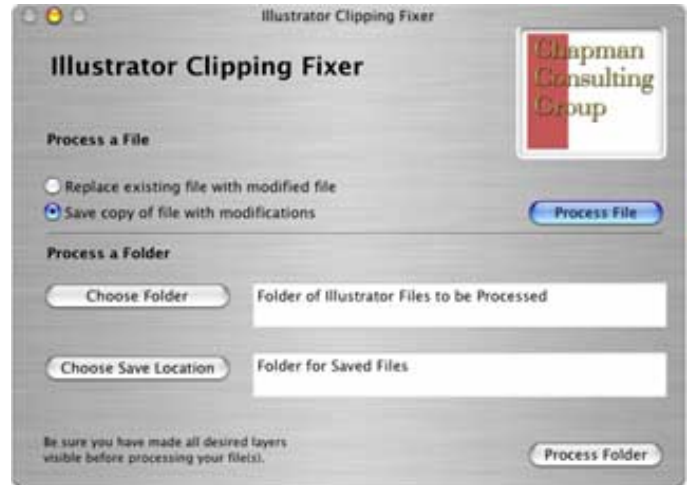 Illustrator Clipping Fixer
Illustrator Clipping Fixer
Chapman
Consulting
Group
Process a File
Replace existing file with modified file
Save copy of file with modifications
Process File
Process a Folder
Choose Folder
Folder of Illustrator Files to be Processed
Choose Save Location
Folder for Saved Files
Be sure you have made all desired layers
visible before processing your file(s).
Process Folder